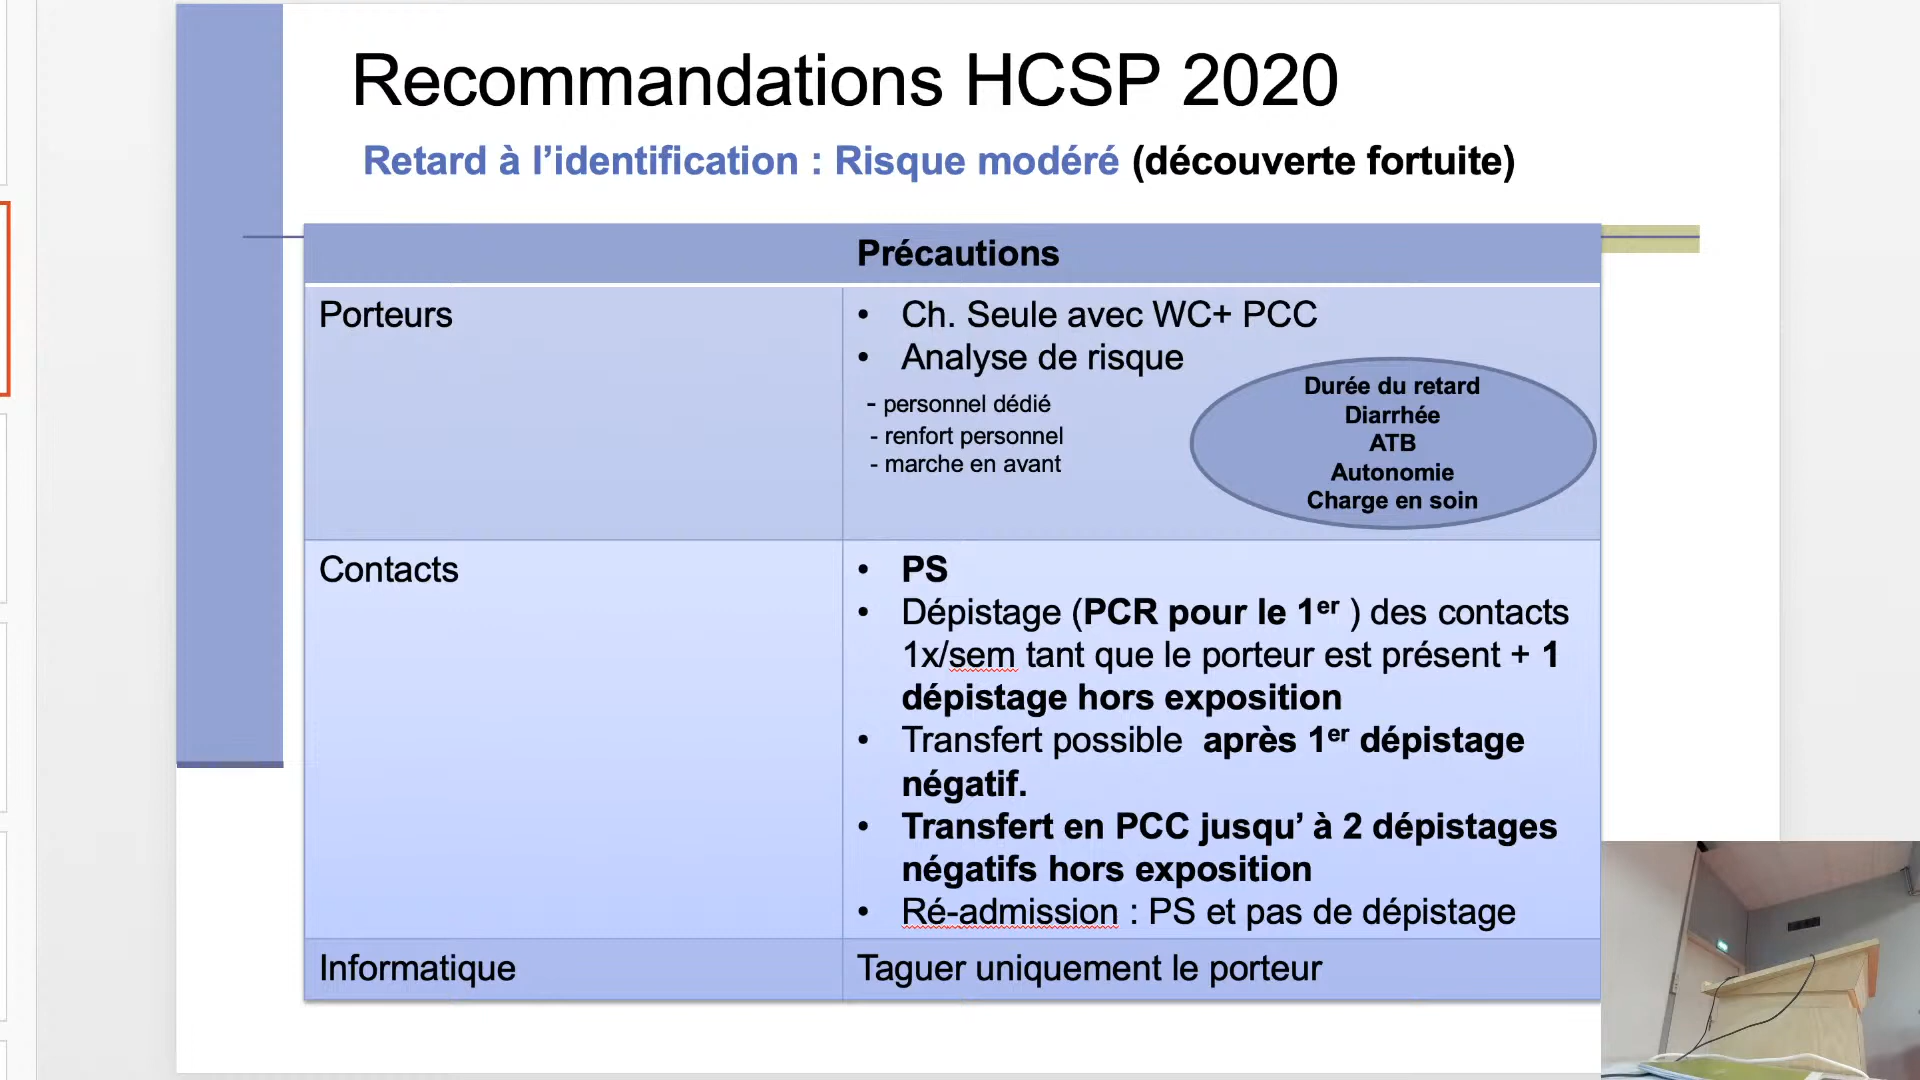 Recommandations HCSP 2020
Retard à l’identification : Risque modéré (découverte fortuite)
Précautions
Porteurs
• Ch. Seule avec WC+ PCC
• Analyse de risque
- personnel dédié
- renfort personnel
- marche en avant
Durée du retard
Diarrhée
ATB
Autonomie
Charge en soin
Contacts
• PS
• Dépistage (PCR pour le 1er ) des contacts
1x/sem tant que le porteur est présent + 1
dépistage hors exposition
• Transfert possible après 1er dépistage
négatif.
• Transfert en PCC jusqu’ à 2 dépistages
négatifs hors exposition
• Ré-admission : PS et pas de dépistage
Informatique
Taguer uniquement le porteur